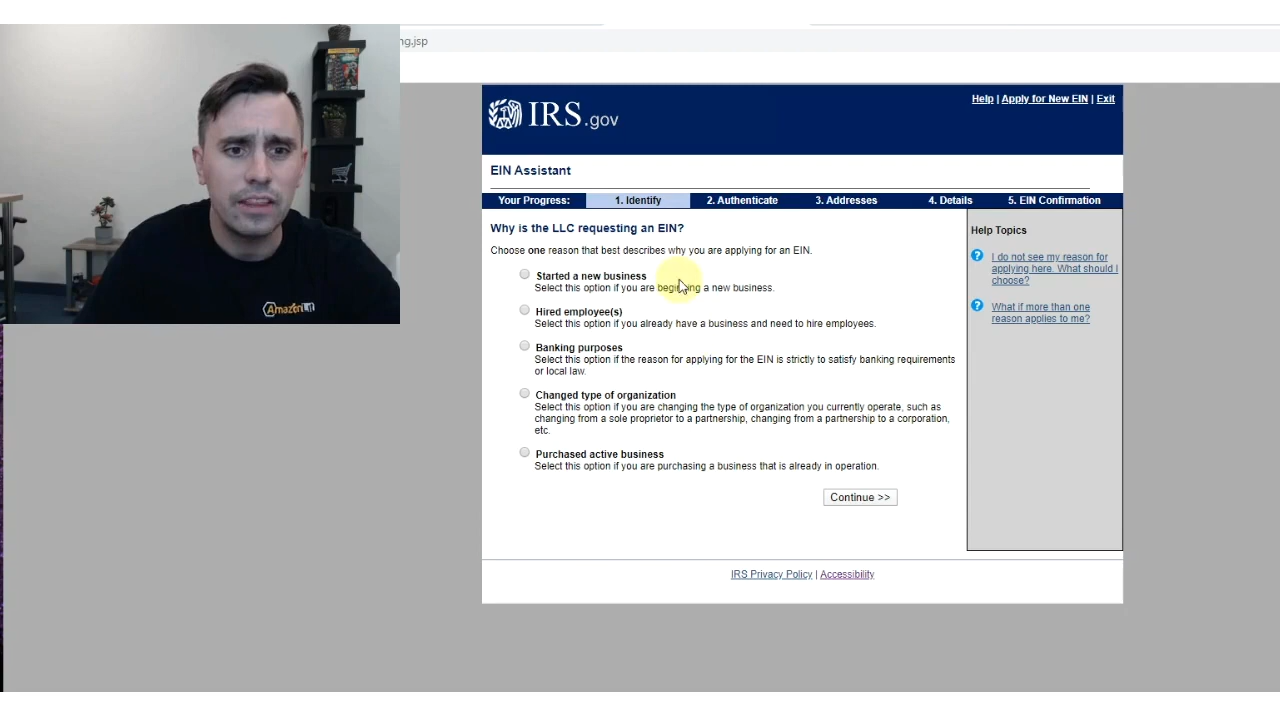 ng.jsp
IRS.gov
Help | Apply for New EIN | Exit
EIN Assistant
Your Progress: 1. Identify 2. Authenticate 3. Addresses 4. Details 5. EIN Confirmation
Why is the LLC requesting an EIN?
Choose one reason that best describes why you are applying for an EIN.
Started a new business
Select this option if you are beginning a new business.
Hired employee(s)
Select this option if you already have a business and need to hire employees.
Banking purposes
Select this option if the reason for applying for the EIN is strictly to satisfy banking requirements
or local law.
Changed type of organization
Select this option if you are changing the type of organization you currently operate, such as
changing from a sole proprietor to a partnership, changing from a partnership to a corporation,
etc.
Purchased active business
Select this option if you are purchasing a business that is already in operation.
Continue >>
Help Topics
I do not see my reason for
applying here. What should I
choose?
What if more than one
reason applies to me?
IRS Privacy Policy | Accessibility